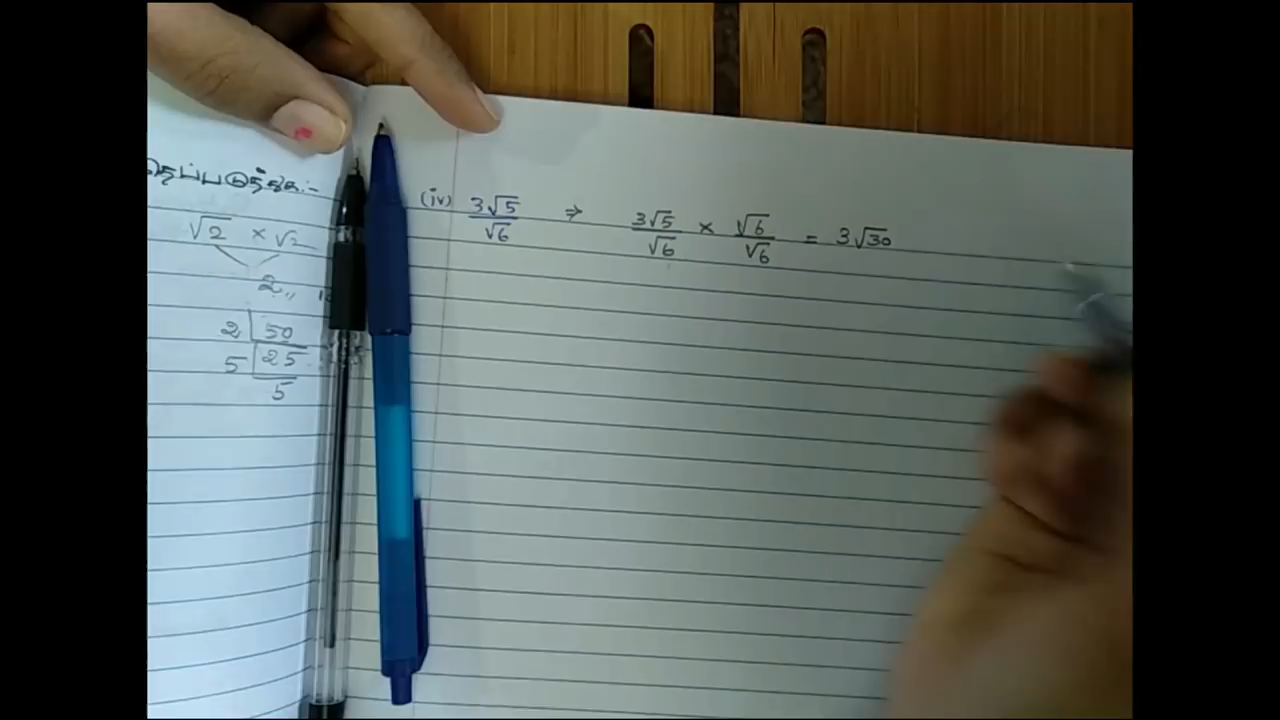 √2 × √2
2,,
2 | 50
5 | 25
5
(iv) 3√5/√6 ⇒ 3√5/√6 × √6/√6 = 3√30